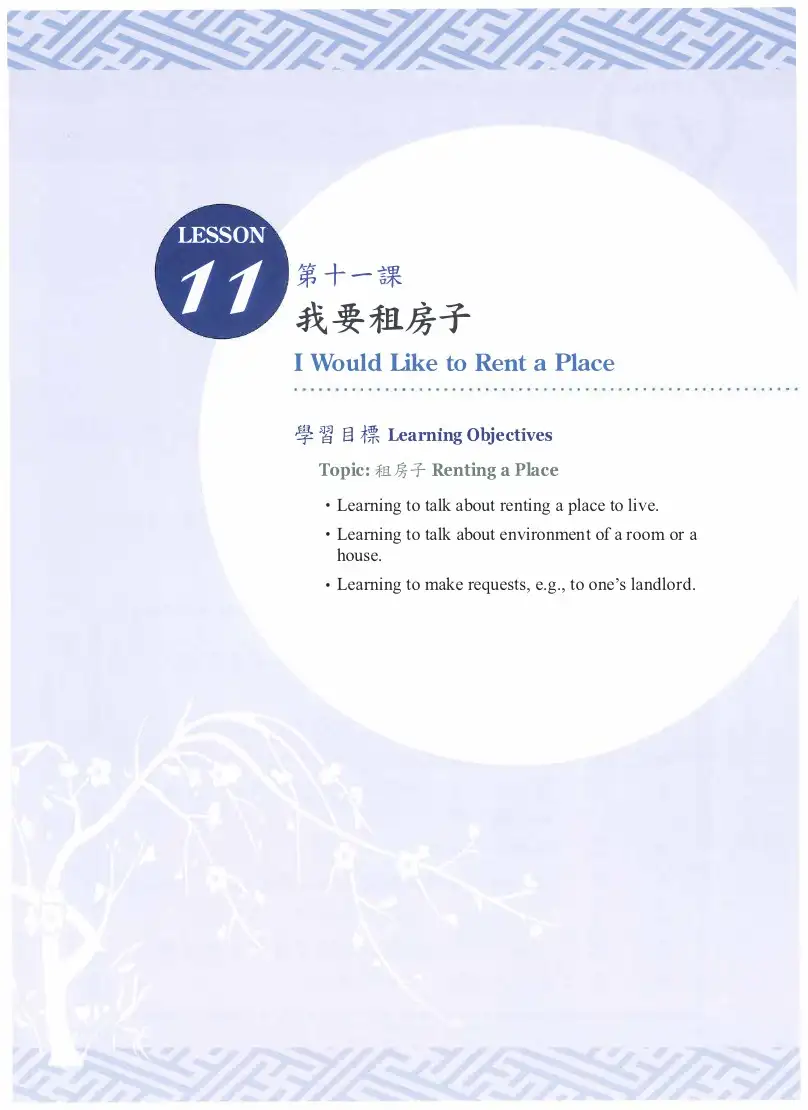 LESSON
11
第十一課
我要租房子
I Would Like to Rent a Place
學習目標 Learning Objectives
Topic: 租房子 Renting a Place
• Learning to talk about renting a place to live.
• Learning to talk about environment of a room or a
house.
• Learning to make requests, e.g., to one's landlord.